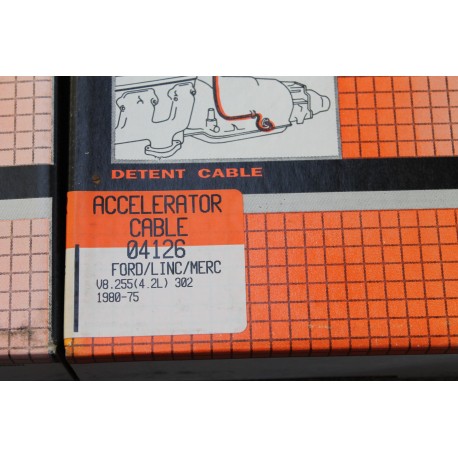 DETENT CABLE
ACCELERATOR
CABLE
04126
FORD/LINC/MERC
V8.255(4.2L) 302
1980-75